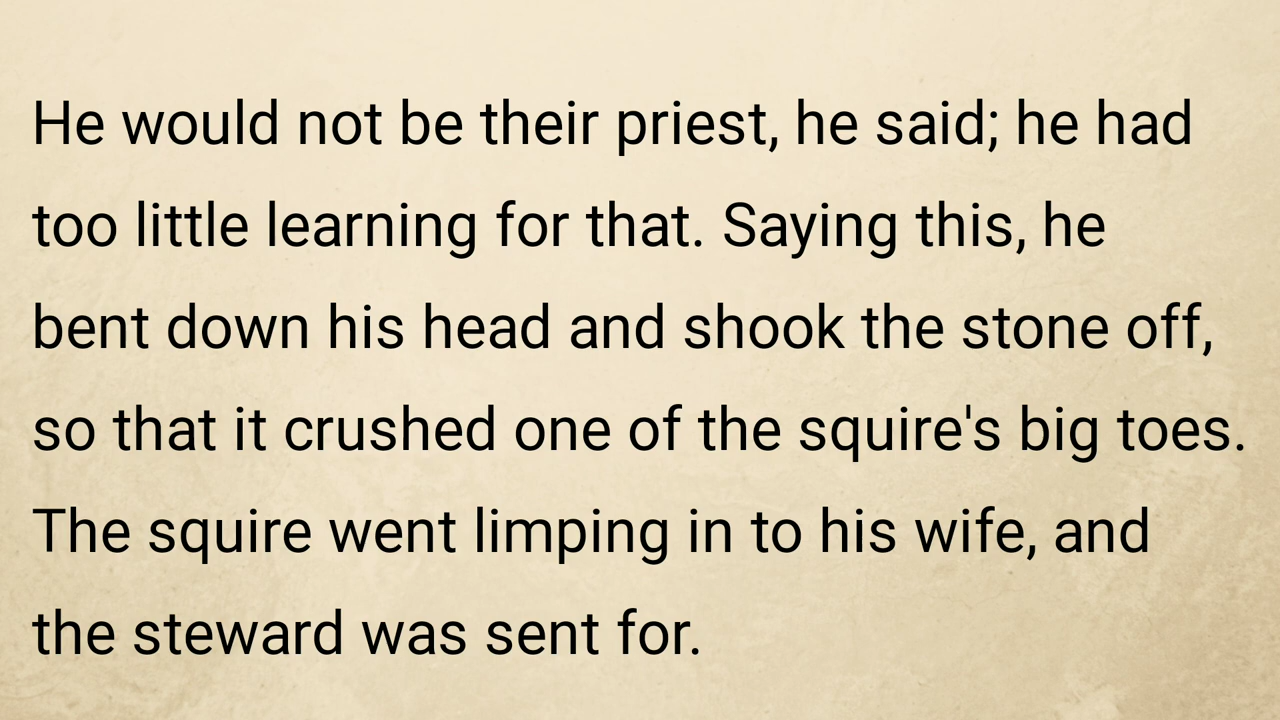 He would not be their priest, he said; he had
too little learning for that. Saying this, he
bent down his head and shook the stone off,
so that it crushed one of the squire's big toes.
The squire went limping in to his wife, and
the steward was sent for.